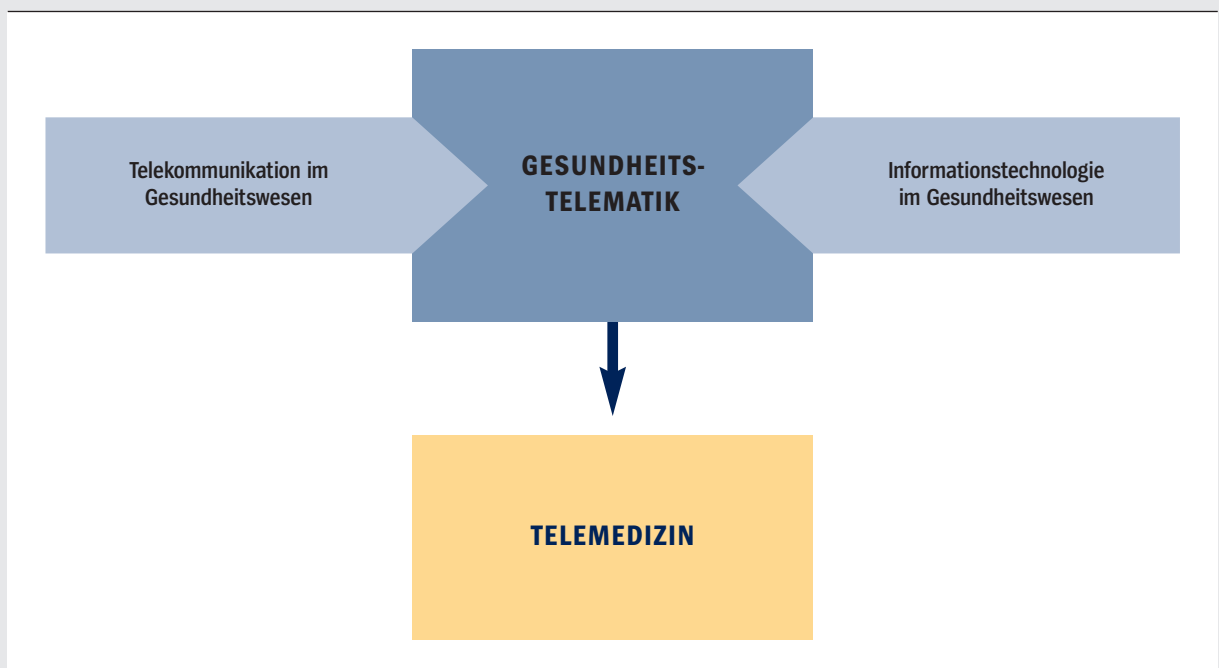 Telekommunikation im
Gesundheitswesen
GESUNDHEITS-
TELEMATIK
Informationstechnologie
im Gesundheitswesen
TELEMEDIZIN